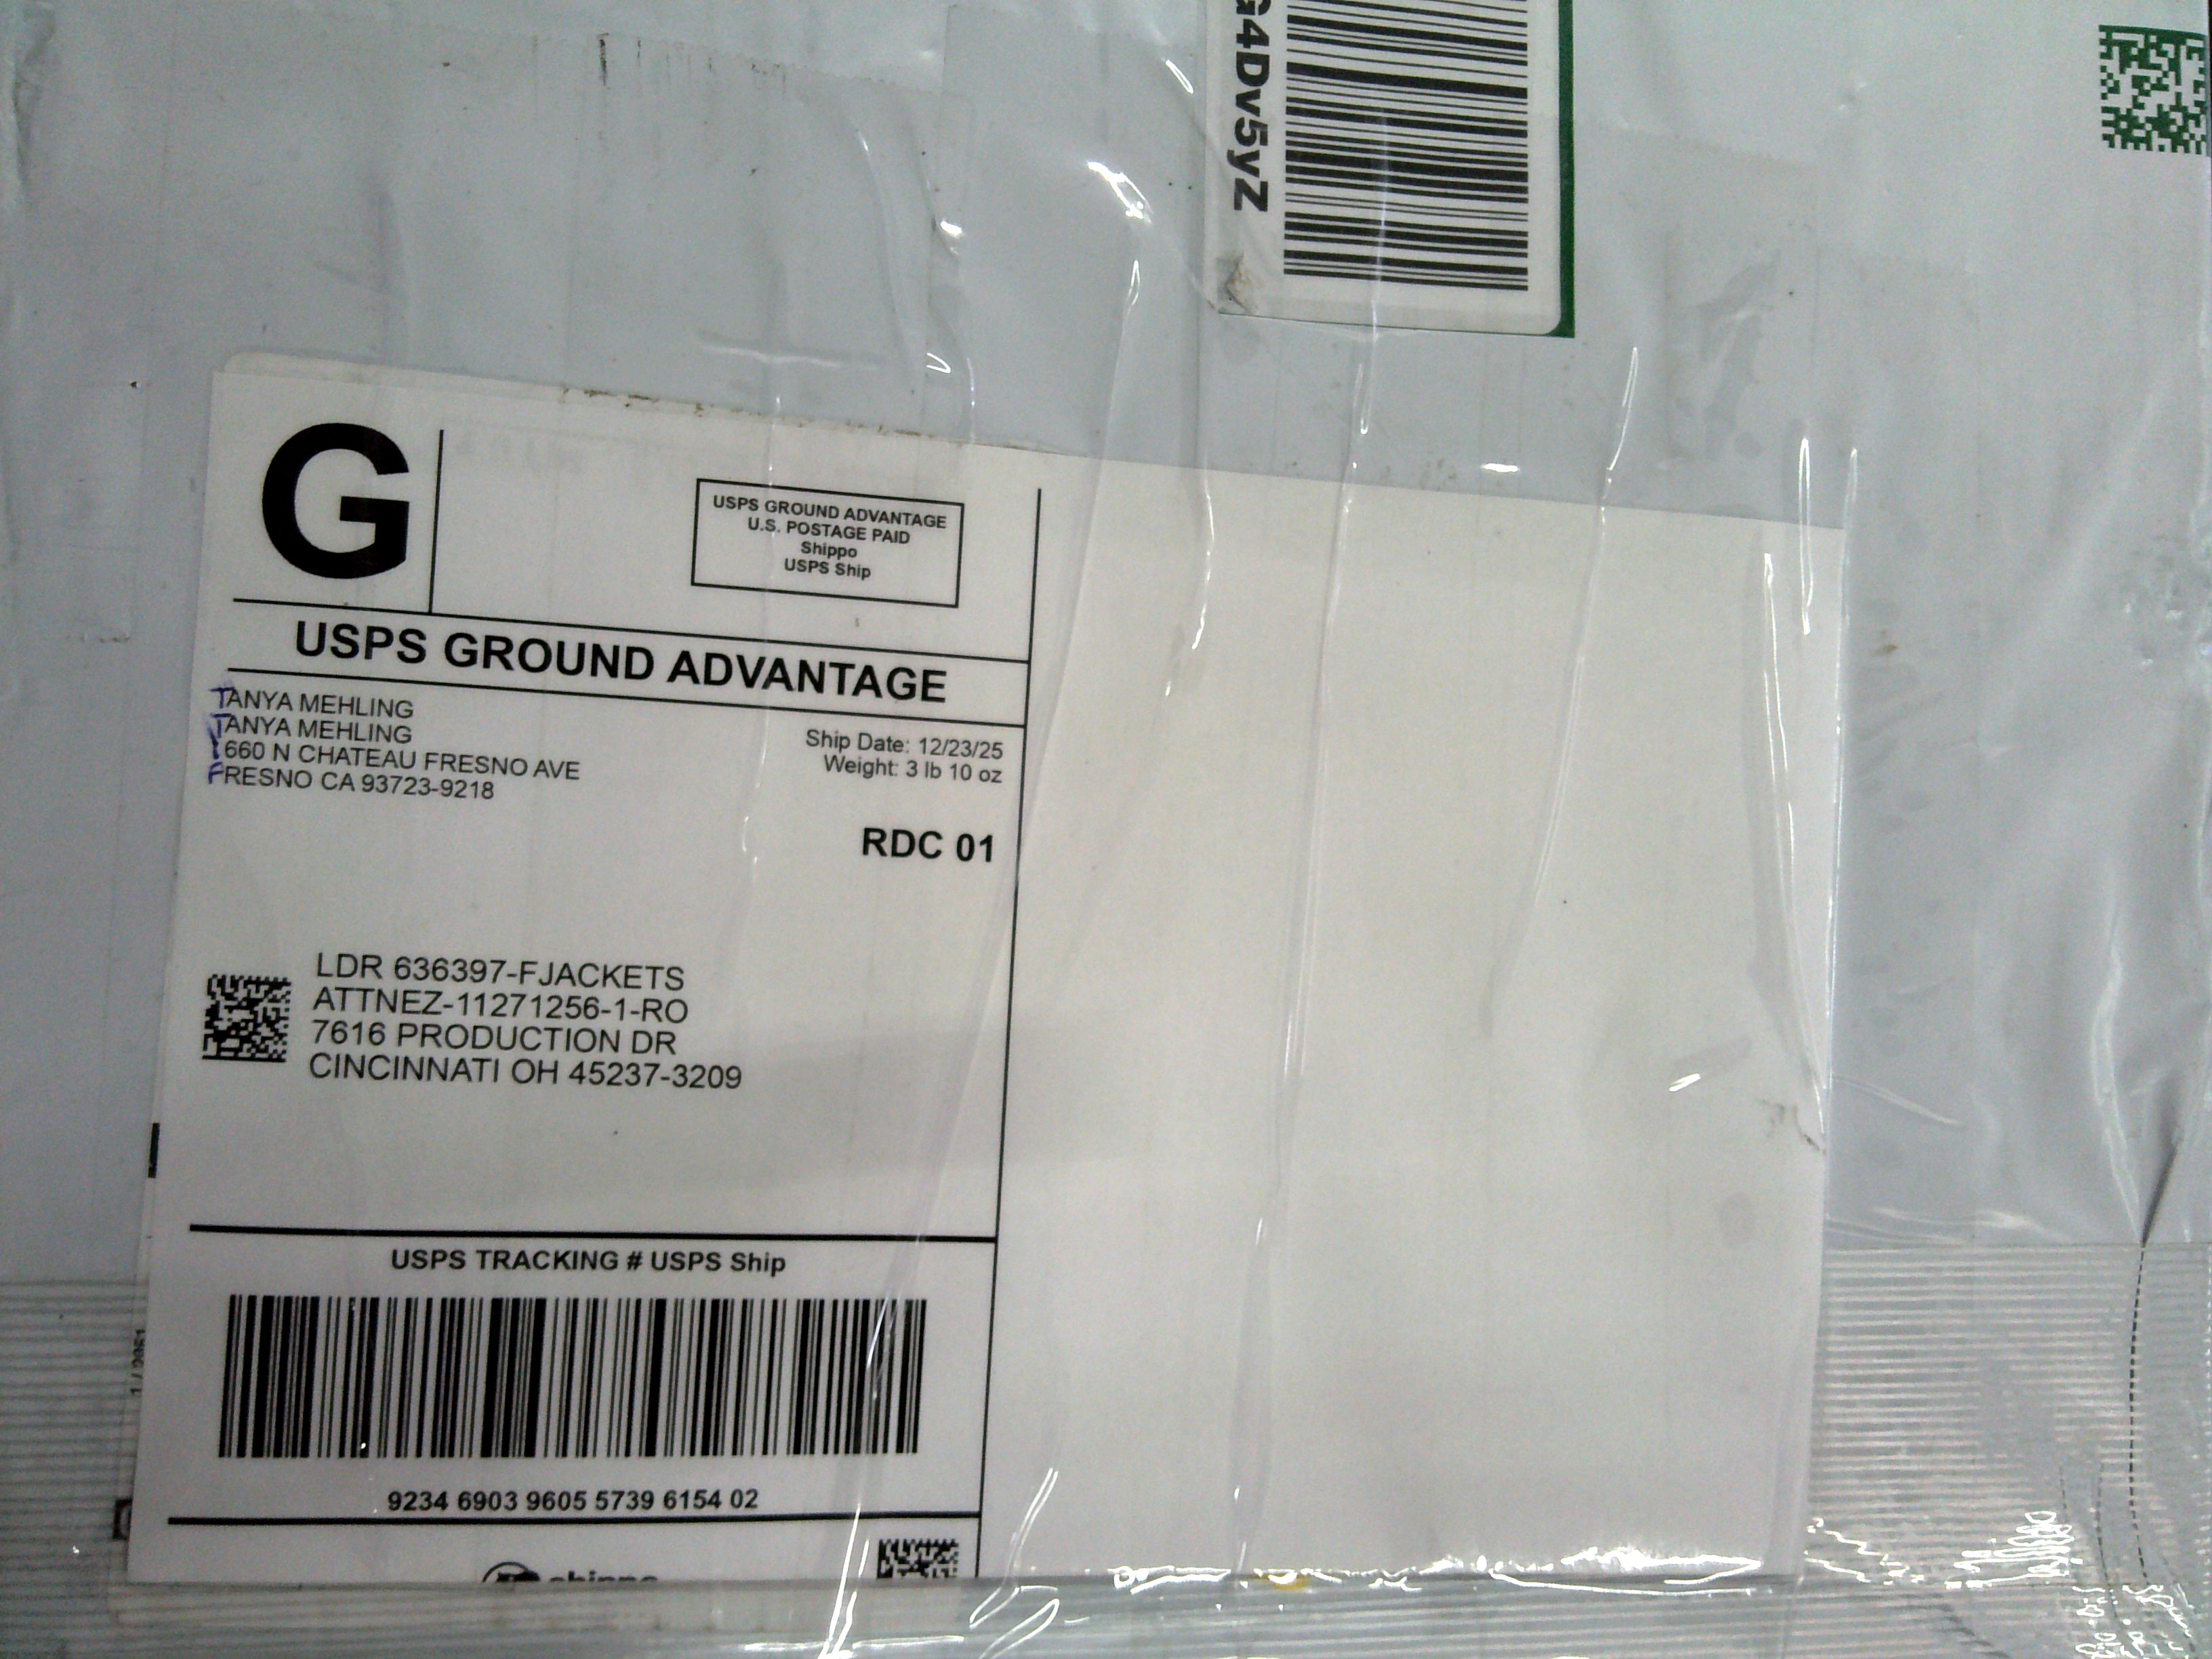 G4Dv5yZ
G
USPS GROUND ADVANTAGE
U.S. POSTAGE PAID
Shippo
USPS Ship
USPS GROUND ADVANTAGE
TANYA MEHLING
TANYA MEHLING
1660 N CHATEAU FRESNO AVE
FRESNO CA 93723-9218
Ship Date: 12/23/25
Weight: 3 lb 10 oz
RDC 01
LDR 636397-FJACKETS
ATTNEZ-11271256-1-RO
7616 PRODUCTION DR
CINCINNATI OH 45237-3209
USPS TRACKING # USPS Ship
9234 6903 9605 5739 6154 02
shippo